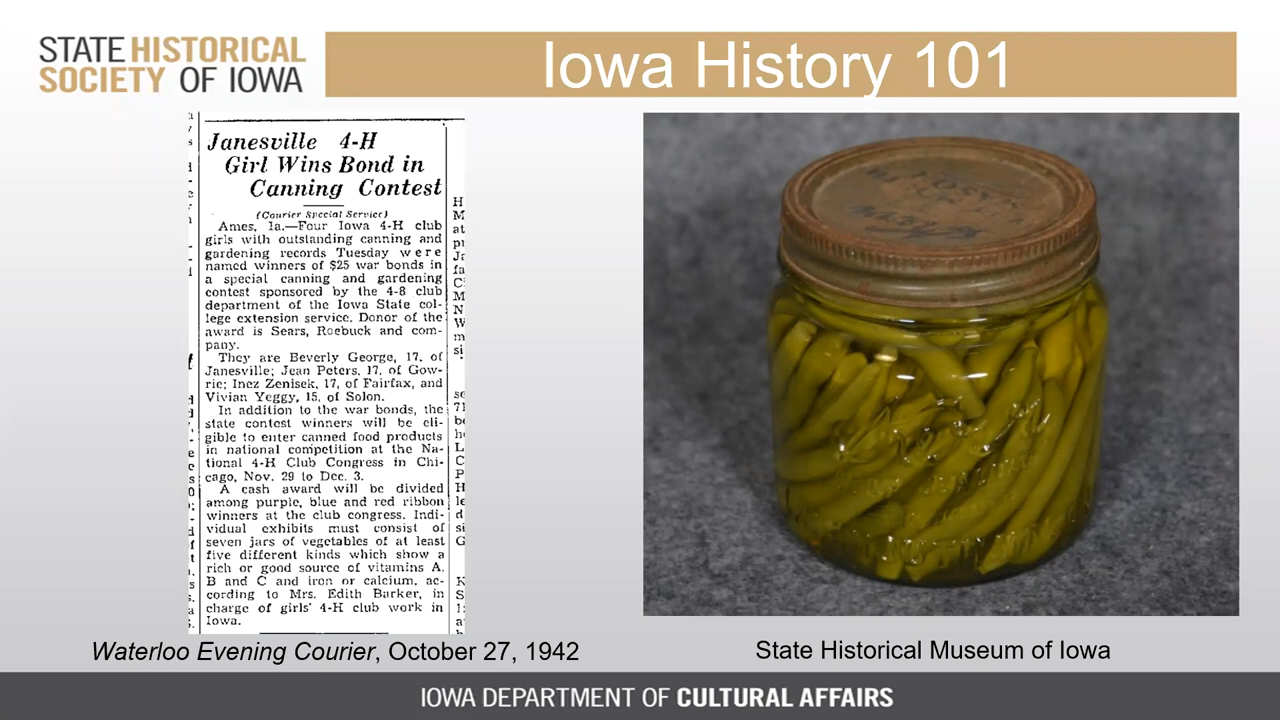 STATE HISTORICAL
SOCIETY OF IOWA
Iowa History 101
Janesville 4-H
Girl Wins Bond in
Canning Contest
(Courier Special Service)
Ames, Ia.—Four Iowa 4-H club
girls with outstanding canning and
gardening records Tuesday were
named winners of $25 war bonds in
a special canning and gardening
contest sponsored by the 4-8 club
department of the Iowa State col-
lege extension service. Donor of the
award is Sears, Roebuck and com-
pany.
They are Beverly George, 17, of
Janesville; Jean Peters, 17, of Gow-
rie; Inez Zenisek, 17, of Fairfax, and
Vivian Yeggy, 15, of Solon.
In addition to the war bonds, the
state contest winners will be eli-
gible to enter canned food products
in national competition at the Na-
tional 4-H Club Congress in Chi-
cago, Nov. 29 to Dec. 3.
A cash award will be divided
among purple, blue and red ribbon
winners at the club congress. Indi-
vidual exhibits must consist of
seven jars of vegetables of at least
five different kinds which show a
rich or good source of vitamins A,
B and C and iron or calcium, ac-
cording to Mrs. Edith Barker, in
charge of girls' 4-H club work in
Iowa.
Waterloo Evening Courier, October 27, 1942
State Historical Museum of Iowa
IOWA DEPARTMENT OF CULTURAL AFFAIRS